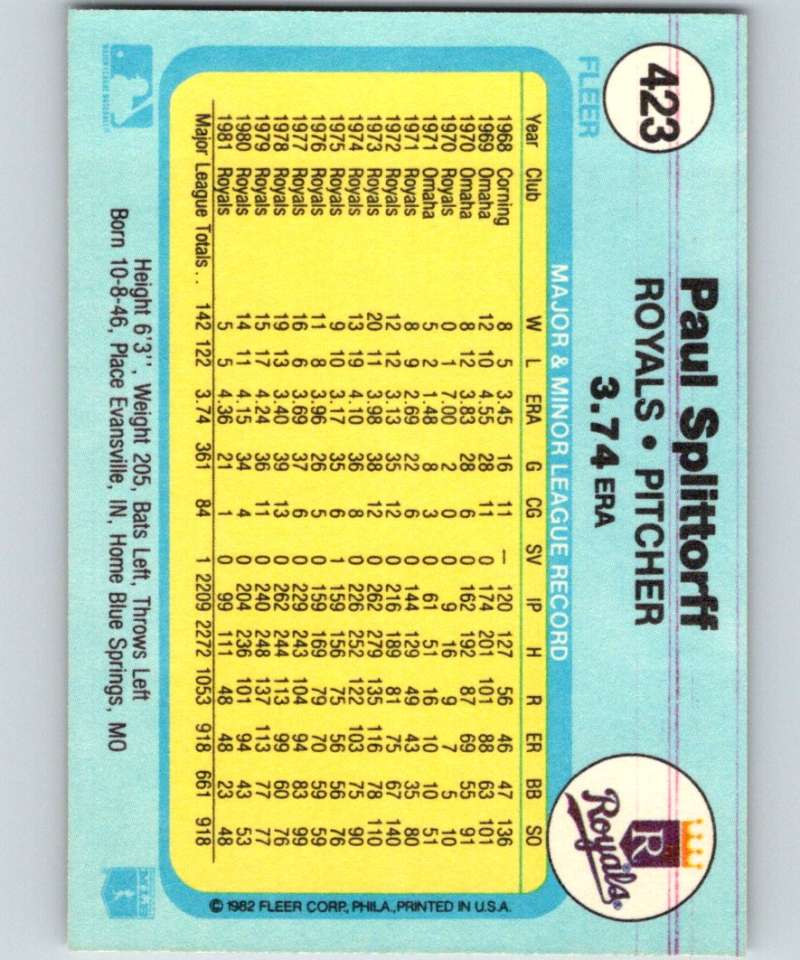 423
Paul Splittorff
ROYALS • PITCHER
3.74 ERA
FLEER
R
Royals
MAJOR & MINOR LEAGUE RECORD
Year Club W L ERA G CG SV IP H R ER BB SO
1968 Corning 8 5 3.45 16 11 — 120 127 56 46 47 136
1969 Omaha 12 10 4.55 28 11 0 174 201 101 88 63 101
1970 Omaha 8 12 3.83 28 6 0 162 192 87 69 55 91
1970 Royals 0 1 7.00 2 0 0 9 16 9 7 5 10
1971 Omaha 5 2 1.48 8 3 0 61 51 16 10 10 51
1971 Royals 8 9 2.69 22 6 0 144 129 49 43 35 80
1972 Royals 12 12 3.13 35 12 0 216 189 81 75 67 140
1973 Royals 20 11 3.98 38 12 0 262 279 135 116 78 110
1974 Royals 13 19 4.10 36 8 0 226 252 122 103 75 90
1975 Royals 9 10 3.17 35 6 1 159 156 75 56 56 76
1976 Royals 11 8 3.96 26 5 0 159 169 79 70 59 59
1977 Royals 16 6 3.69 37 6 0 229 243 104 94 83 99
1978 Royals 19 13 3.40 39 13 0 262 244 113 99 60 76
1979 Royals 15 17 4.24 36 11 0 240 248 137 113 77 77
1980 Royals 14 11 4.15 34 4 0 204 236 101 94 43 53
1981 Royals 5 5 4.36 21 1 0 99 111 48 48 23 48
Major League Totals . . 142 122 3.74 361 84 1 2209 2272 1053 918 661 918
© 1982 FLEER CORP., PHILA., PRINTED IN U.S.A.
Height 6'3'', Weight 205, Bats Left, Throws Left
Born 10-8-46, Place Evansville, IN, Home Blue Springs, MO